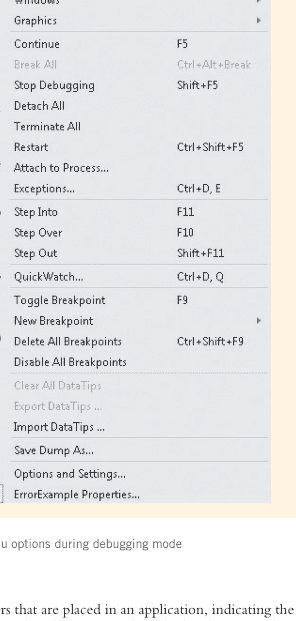 Windows
Graphics
Continue F5
Break All Ctrl+Alt+Break
Stop Debugging Shift+F5
Detach All
Terminate All
Restart Ctrl+Shift+F5
Attach to Process...
Exceptions... Ctrl+D, E
Step Into F11
Step Over F10
Step Out Shift+F11
QuickWatch... Ctrl+D, Q
Toggle Breakpoint F9
New Breakpoint
Delete All Breakpoints Ctrl+Shift+F9
Disable All Breakpoints
Clear All DataTips
Export DataTips ...
Import DataTips ...
Save Dump As...
Options and Settings...
ErrorExample Properties...
u options during debugging mode
rs that are placed in an application, indicating the